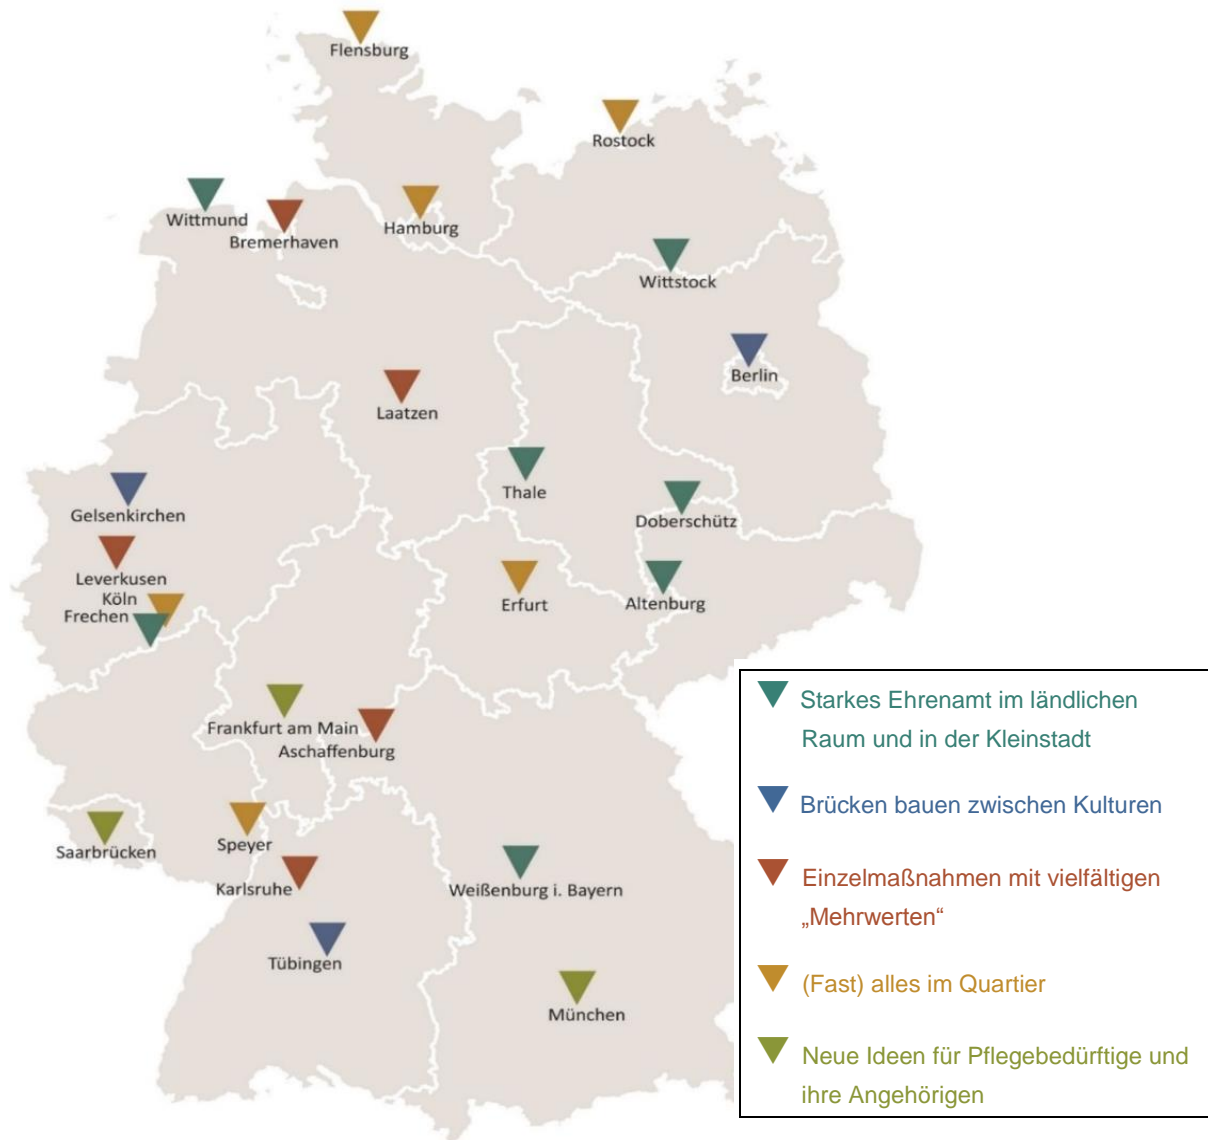 Flensburg
Rostock
Wittmund
Bremerhaven
Hamburg
Wittstock
Berlin
Laatzen
Thale
Gelsenkirchen
Doberschütz
Leverkusen
Köln
Frechen
Erfurt
Altenburg
Frankfurt am Main
Aschaffenburg
Saarbrücken
Speyer
Karlsruhe
Weißenburg i. Bayern
Tübingen
München
Starkes Ehrenamt im ländlichen
Raum und in der Kleinstadt
Brücken bauen zwischen Kulturen
Einzelmaßnahmen mit vielfältigen
„Mehrwerten“
(Fast) alles im Quartier
Neue Ideen für Pflegebedürftige und
ihre Angehörigen